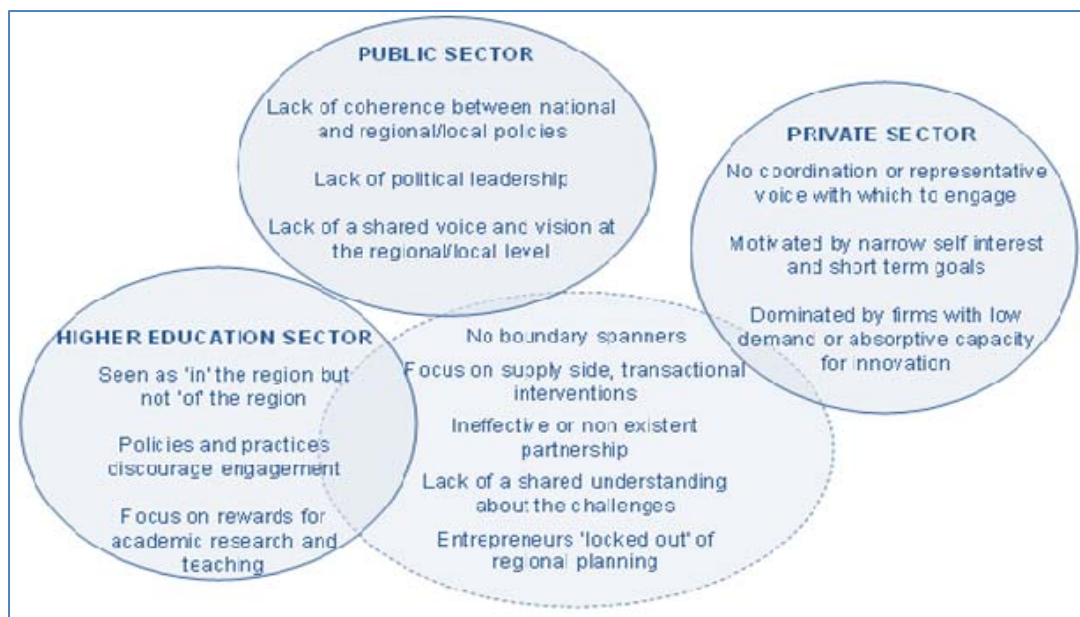 PUBLIC SECTOR
Lack of coherence between national
and regional/local policies
Lack of political leadership
Lack of a shared voice and vision at
the regional/local level
PRIVATE SECTOR
No coordination or representative
voice with which to engage
Motivated by narrow self interest
and short term goals
Dominated by firms with low
demand or absorptive capacity
for innovation
HIGHER EDUCATION SECTOR
Seen as 'in' the region but
not 'of' the region
Policies and practices
discourage engagement
Focus on rewards for
academic research and
teaching
No boundary spanners
Focus on supply side, transactional
interventions
Ineffective or non existent
partnership
Lack of a shared understanding
about the challenges
Entrepreneurs 'locked out' of
regional planning